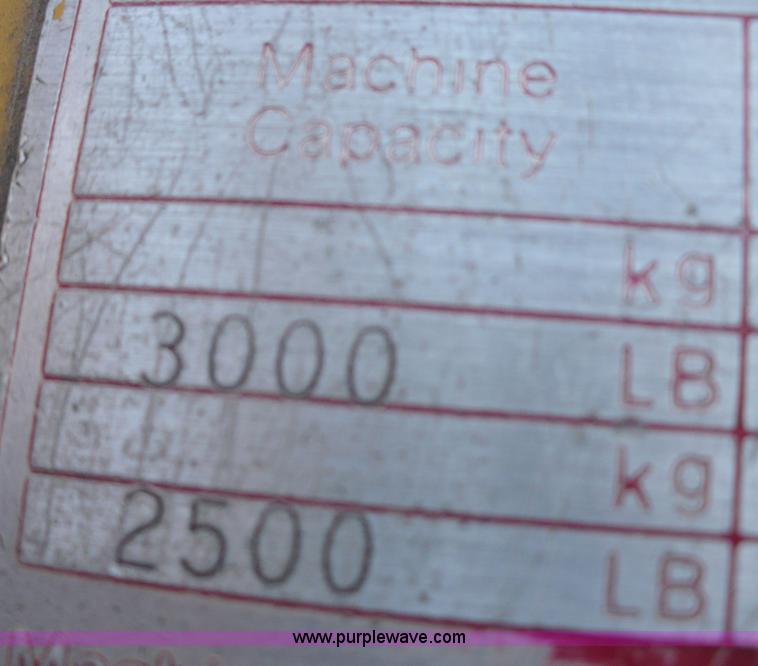 Machine
Capacity
kg
3000 LB
kg
2500 LB
www.purplewave.com